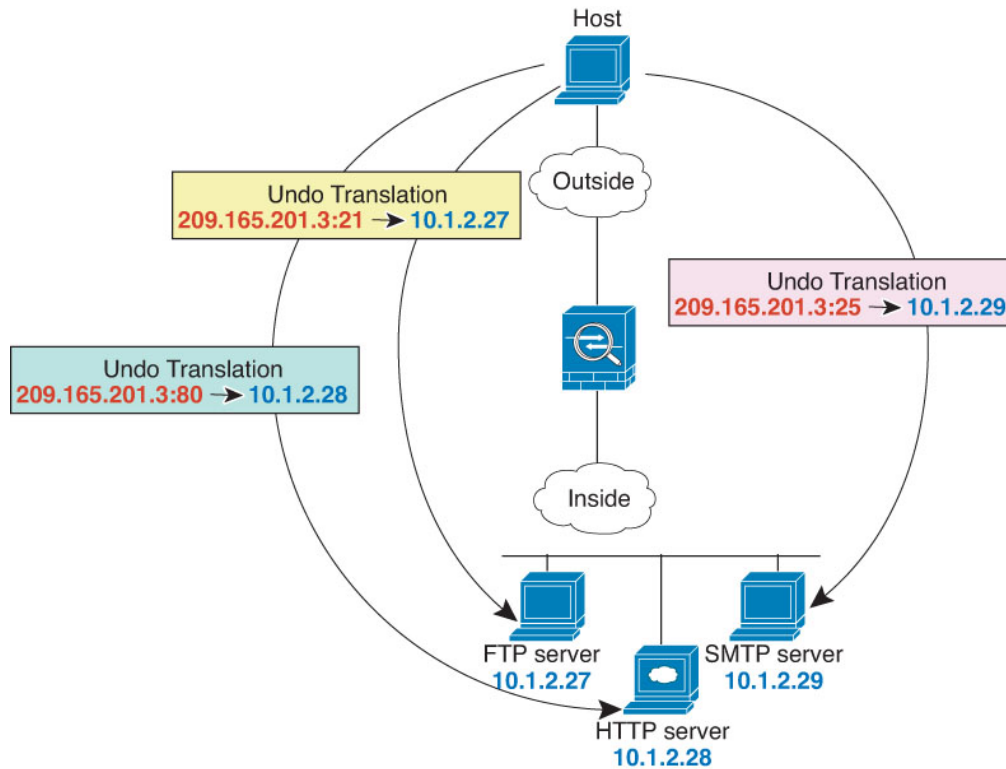 Host
Outside
Undo Translation
209.165.201.3:21 → 10.1.2.27
Undo Translation
209.165.201.3:25 → 10.1.2.29
Undo Translation
209.165.201.3:80 → 10.1.2.28
Inside
FTP server
10.1.2.27
SMTP server
10.1.2.29
HTTP server
10.1.2.28